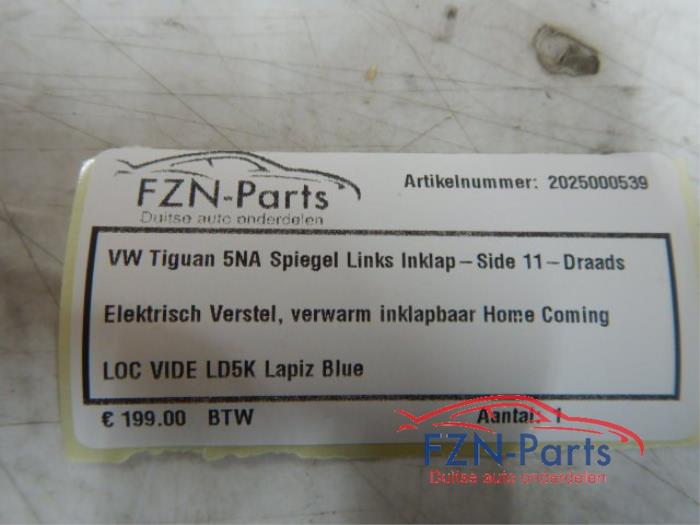 FZN-Parts
Duitse auto onderdelen
Artikelnummer: 2025000539
VW Tiguan 5NA Spiegel Links Inklap-Side 11-Draads
Elektrisch Verstel, verwarm inklapbaar Home Coming
LOC VIDE LD5K Lapiz Blue
€ 199.00 BTW
Aantal: 1
FZN-Parts
Duitse auto onderdelen